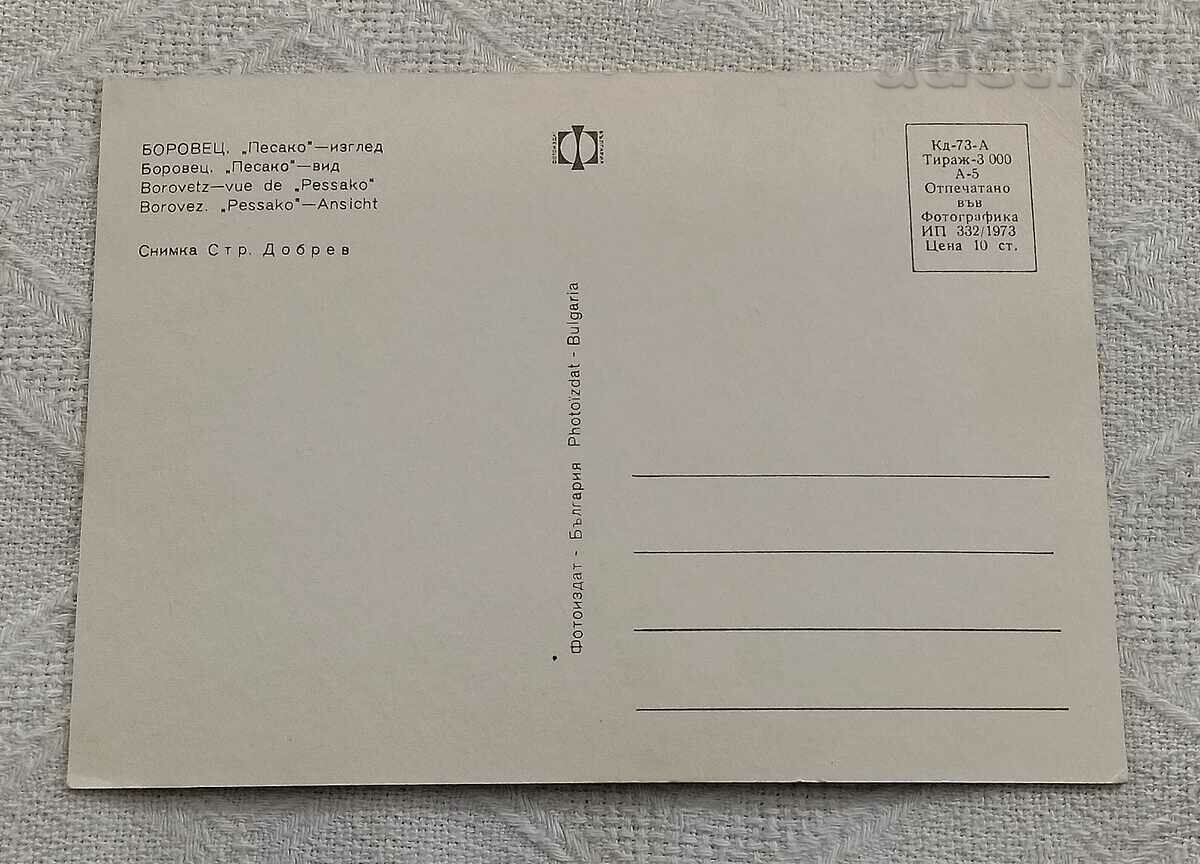 БОРОВЕЦ. „Песако"—изглед
Боровец. „Песако"—вид
Borovetz—vue de „Pessako"
Borovez. „Pessako"—Ansicht
Снимка Стр. Добрев
Фотоиздат - България Photoïzdat - Bulgaria
Кд-73-А
Тираж-3 000
А-5
Отпечатано
във
Фотографика
ИП 332/1973
Цена 10 ст.